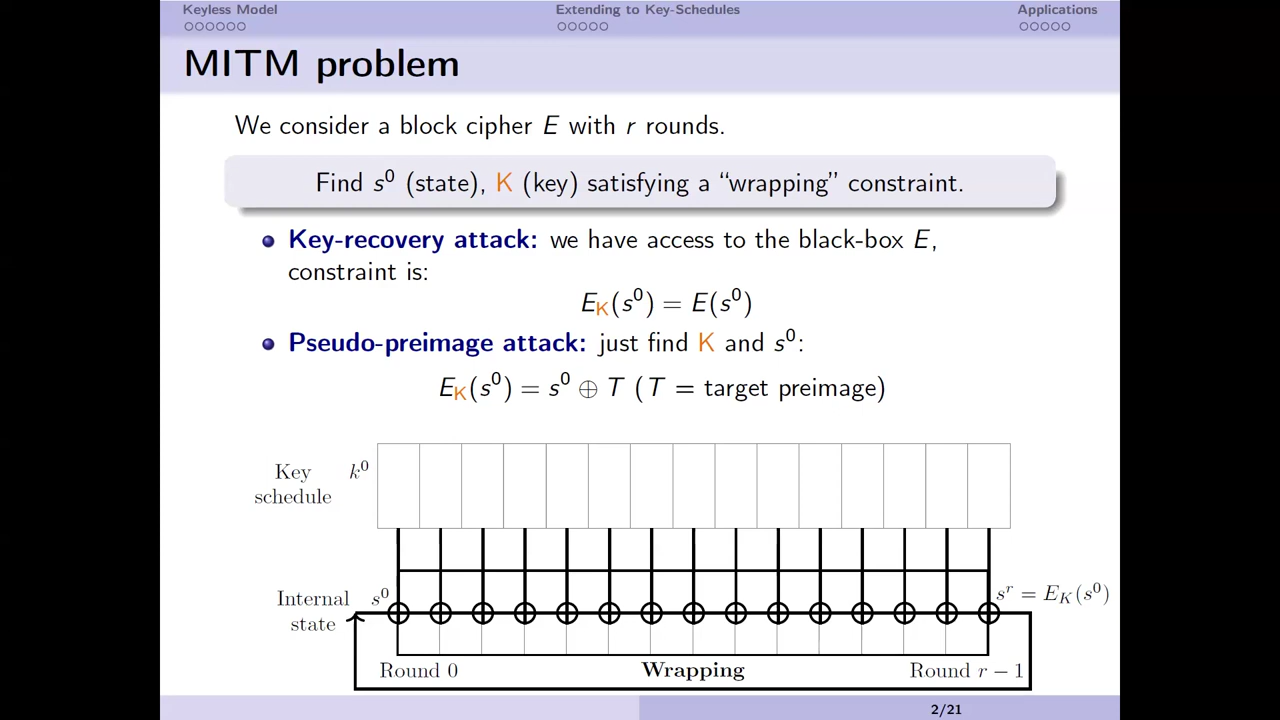 Keyless Model Extending to Key-Schedules Applications
MITM problem
We consider a block cipher E with r rounds.
Find s⁰ (state), K (key) satisfying a “wrapping” constraint.
Key-recovery attack: we have access to the black-box E,
constraint is:
E_K(s⁰) = E(s⁰)
Pseudo-preimage attack: just find K and s⁰:
E_K(s⁰) = s⁰ ⊕ T (T = target preimage)
Key
schedule
k⁰
Internal
state
s⁰
sʳ = E_K(s⁰)
Round 0 Wrapping Round r − 1
2/21